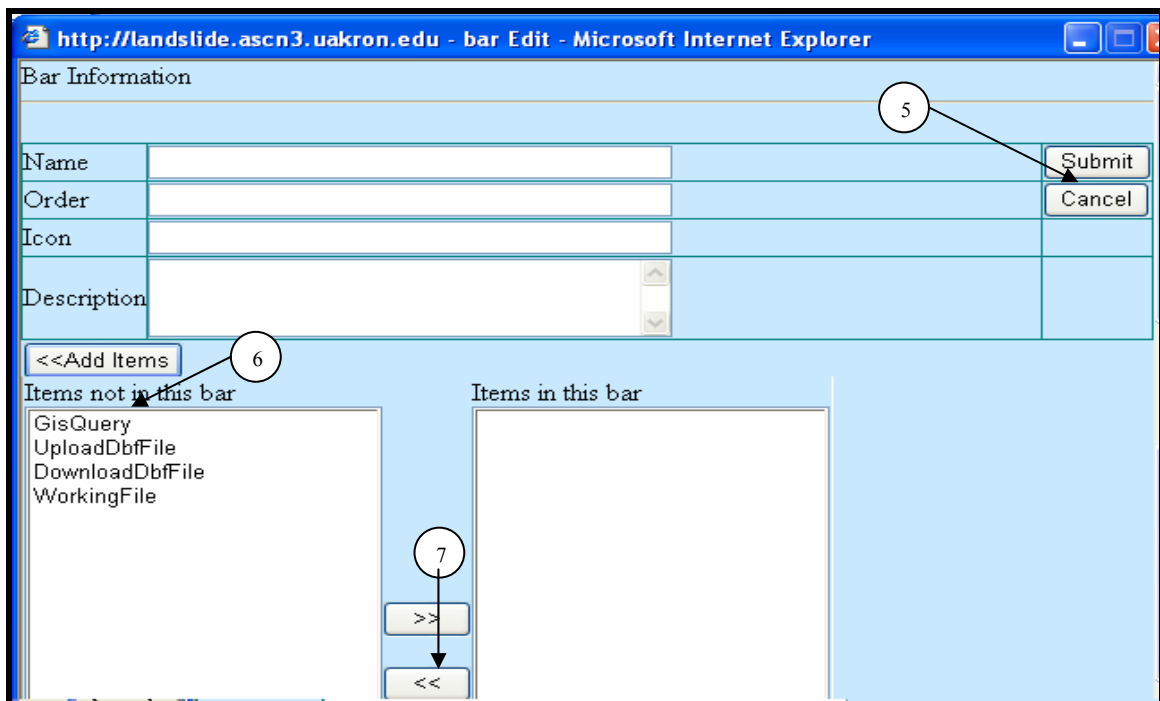 http://landslide.ascn3.uakron.edu - bar Edit - Microsoft Internet Explorer
Bar Information
5
Name
Submit
Order
Cancel
Icon
Description
<<Add Items
6
Items not in this bar
Items in this bar
GisQuery
UploadDbfFile
DownloadDbfFile
WorkingFile
7
>>
<<